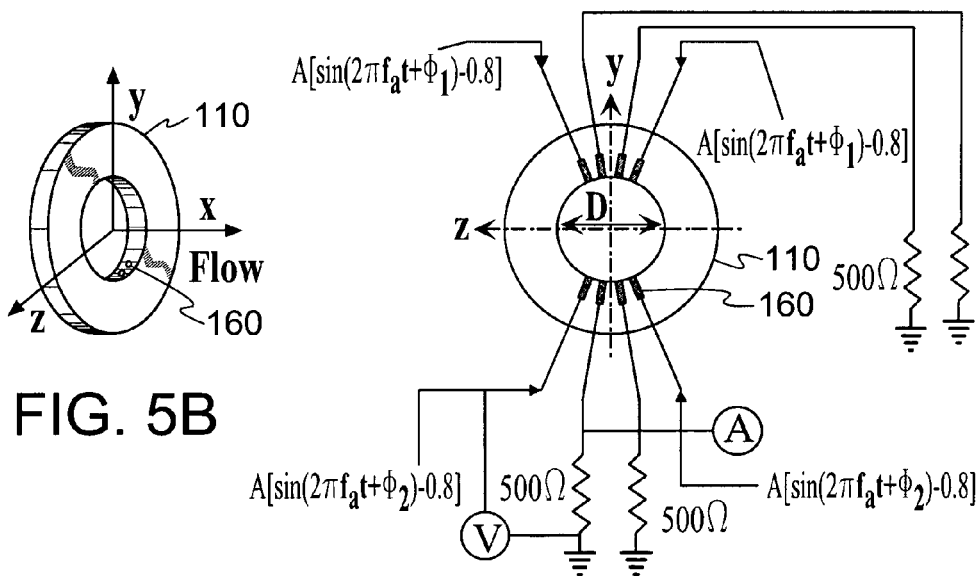 A[sin(2πfₐt+Φ₁)-0.8]
y
110
x
Flow
z
160
FIG. 5B
y
A[sin(2πfₐt+Φ₁)-0.8]
D
z
110
160
500Ω
A
A[sin(2πfₐt+Φ₂)-0.8]
500Ω
500Ω
A[sin(2πfₐt+Φ₂)-0.8]
V